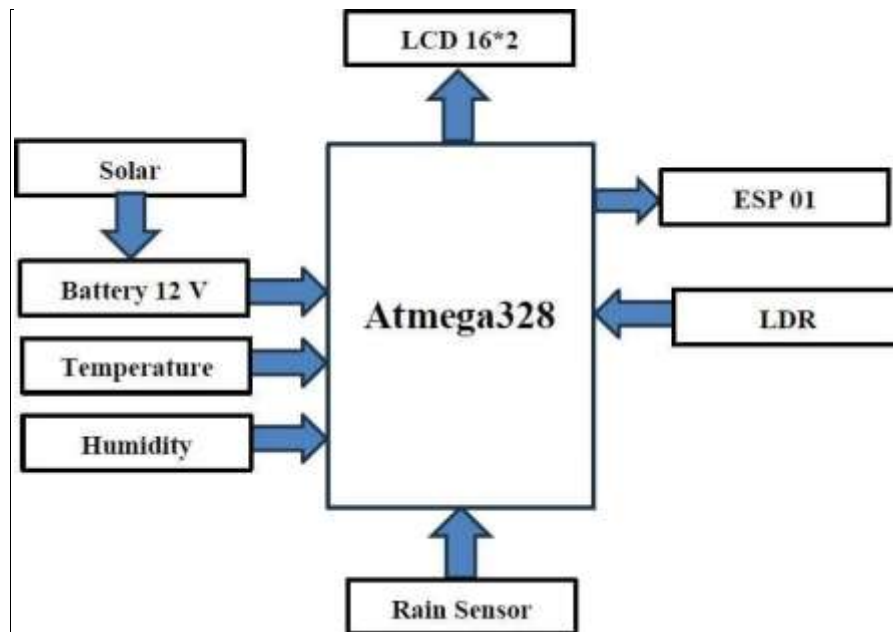 LCD 16*2
Solar
ESP 01
Battery 12 V
Atmega328
LDR
Temperature
Humidity
Rain Sensor